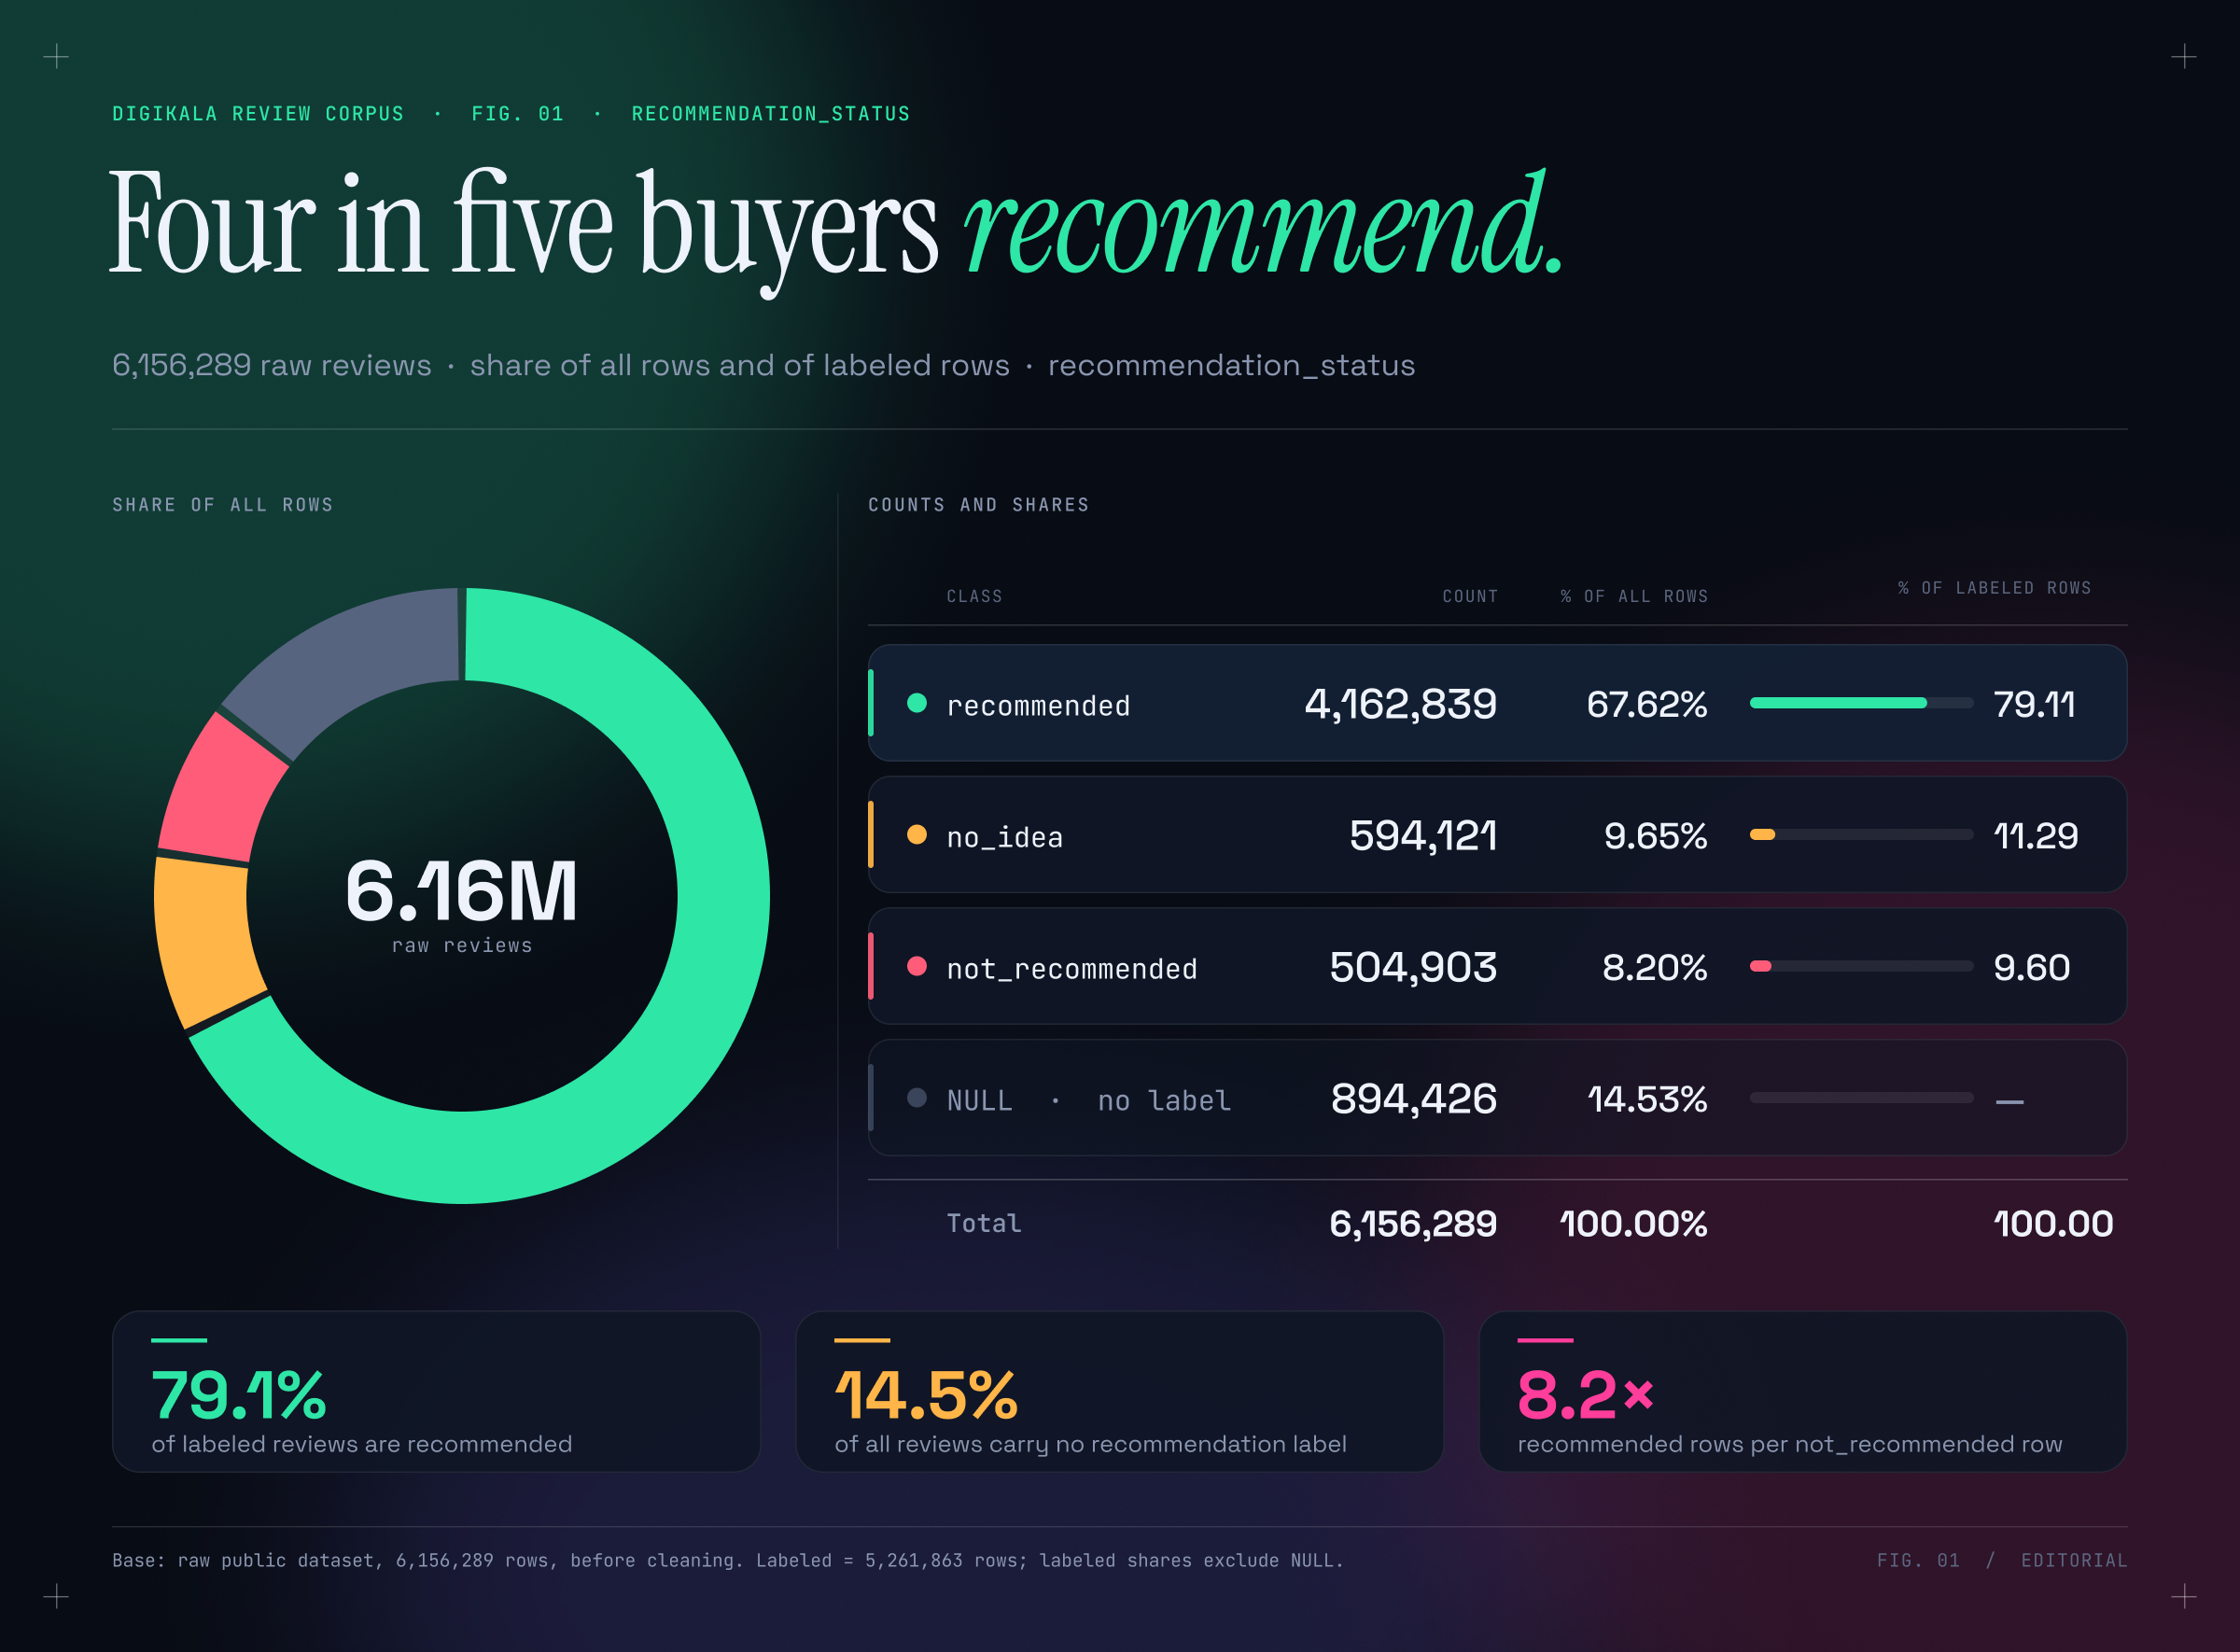 DIGIKALA REVIEW CORPUS · FIG. 01 · RECOMMENDATION_STATUS
Four in five buyers recommend.
6,156,289 raw reviews · share of all rows and of labeled rows · recommendation_status
SHARE OF ALL ROWS
6.16M
raw reviews
COUNTS AND SHARES
CLASS COUNT % OF ALL ROWS % OF LABELED ROWS
recommended 4,162,839 67.62% 79.11
no_idea 594,121 9.65% 11.29
not_recommended 504,903 8.20% 9.60
NULL · no label 894,426 14.53% —
Total 6,156,289 100.00% 100.00
79.1%
of labeled reviews are recommended
14.5%
of all reviews carry no recommendation label
8.2×
recommended rows per not_recommended row
Base: raw public dataset, 6,156,289 rows, before cleaning. Labeled = 5,261,863 rows; labeled shares exclude NULL.
FIG. 01 / EDITORIAL